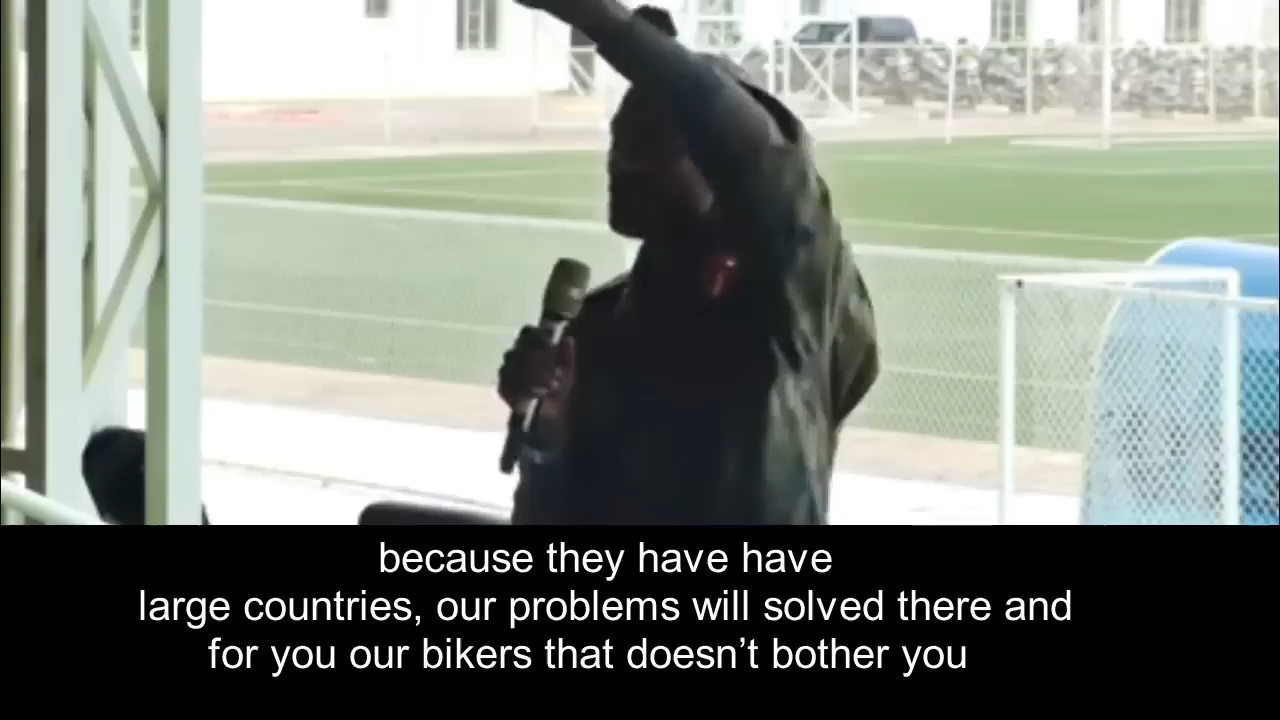 because they have have
large countries, our problems will solved there and
for you our bikers that doesn’t bother you